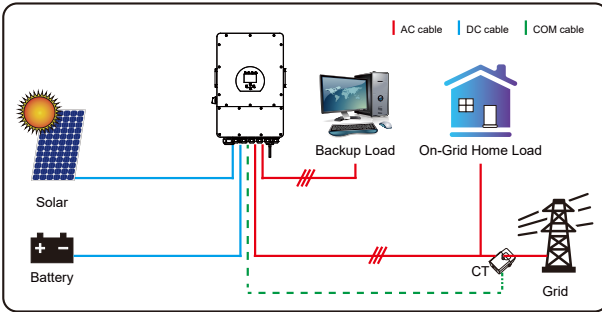 AC cable
DC cable
COM cable
Backup Load
On-Grid Home Load
Solar
Battery
CT
Grid